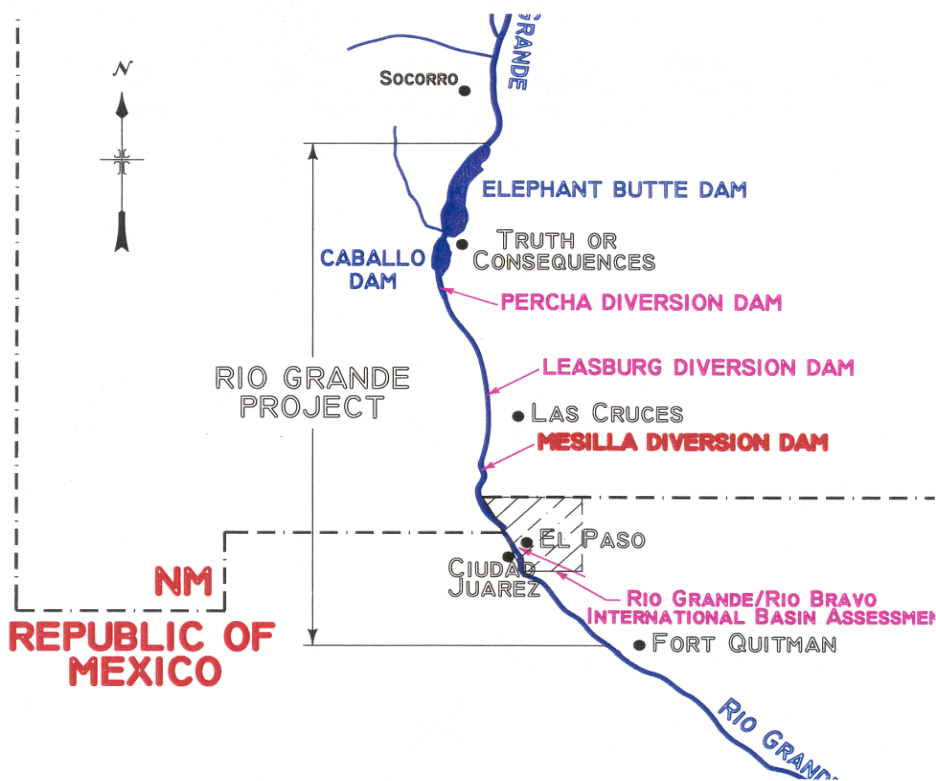 GRANDE
N
SOCORRO
ELEPHANT BUTTE DAM
TRUTH OR
CONSEQUENCES
CABALLO
DAM
PERCHA DIVERSION DAM
LEASBURG DIVERSION DAM
RIO GRANDE
PROJECT
LAS CRUCES
MESILLA DIVERSION DAM
EL PASO
CIUDAD
JUAREZ
NM
RIO GRANDE/RIO BRAVO
INTERNATIONAL BASIN ASSESSMEN
REPUBLIC OF
MEXICO
FORT QUITMAN
RIO GRANDE